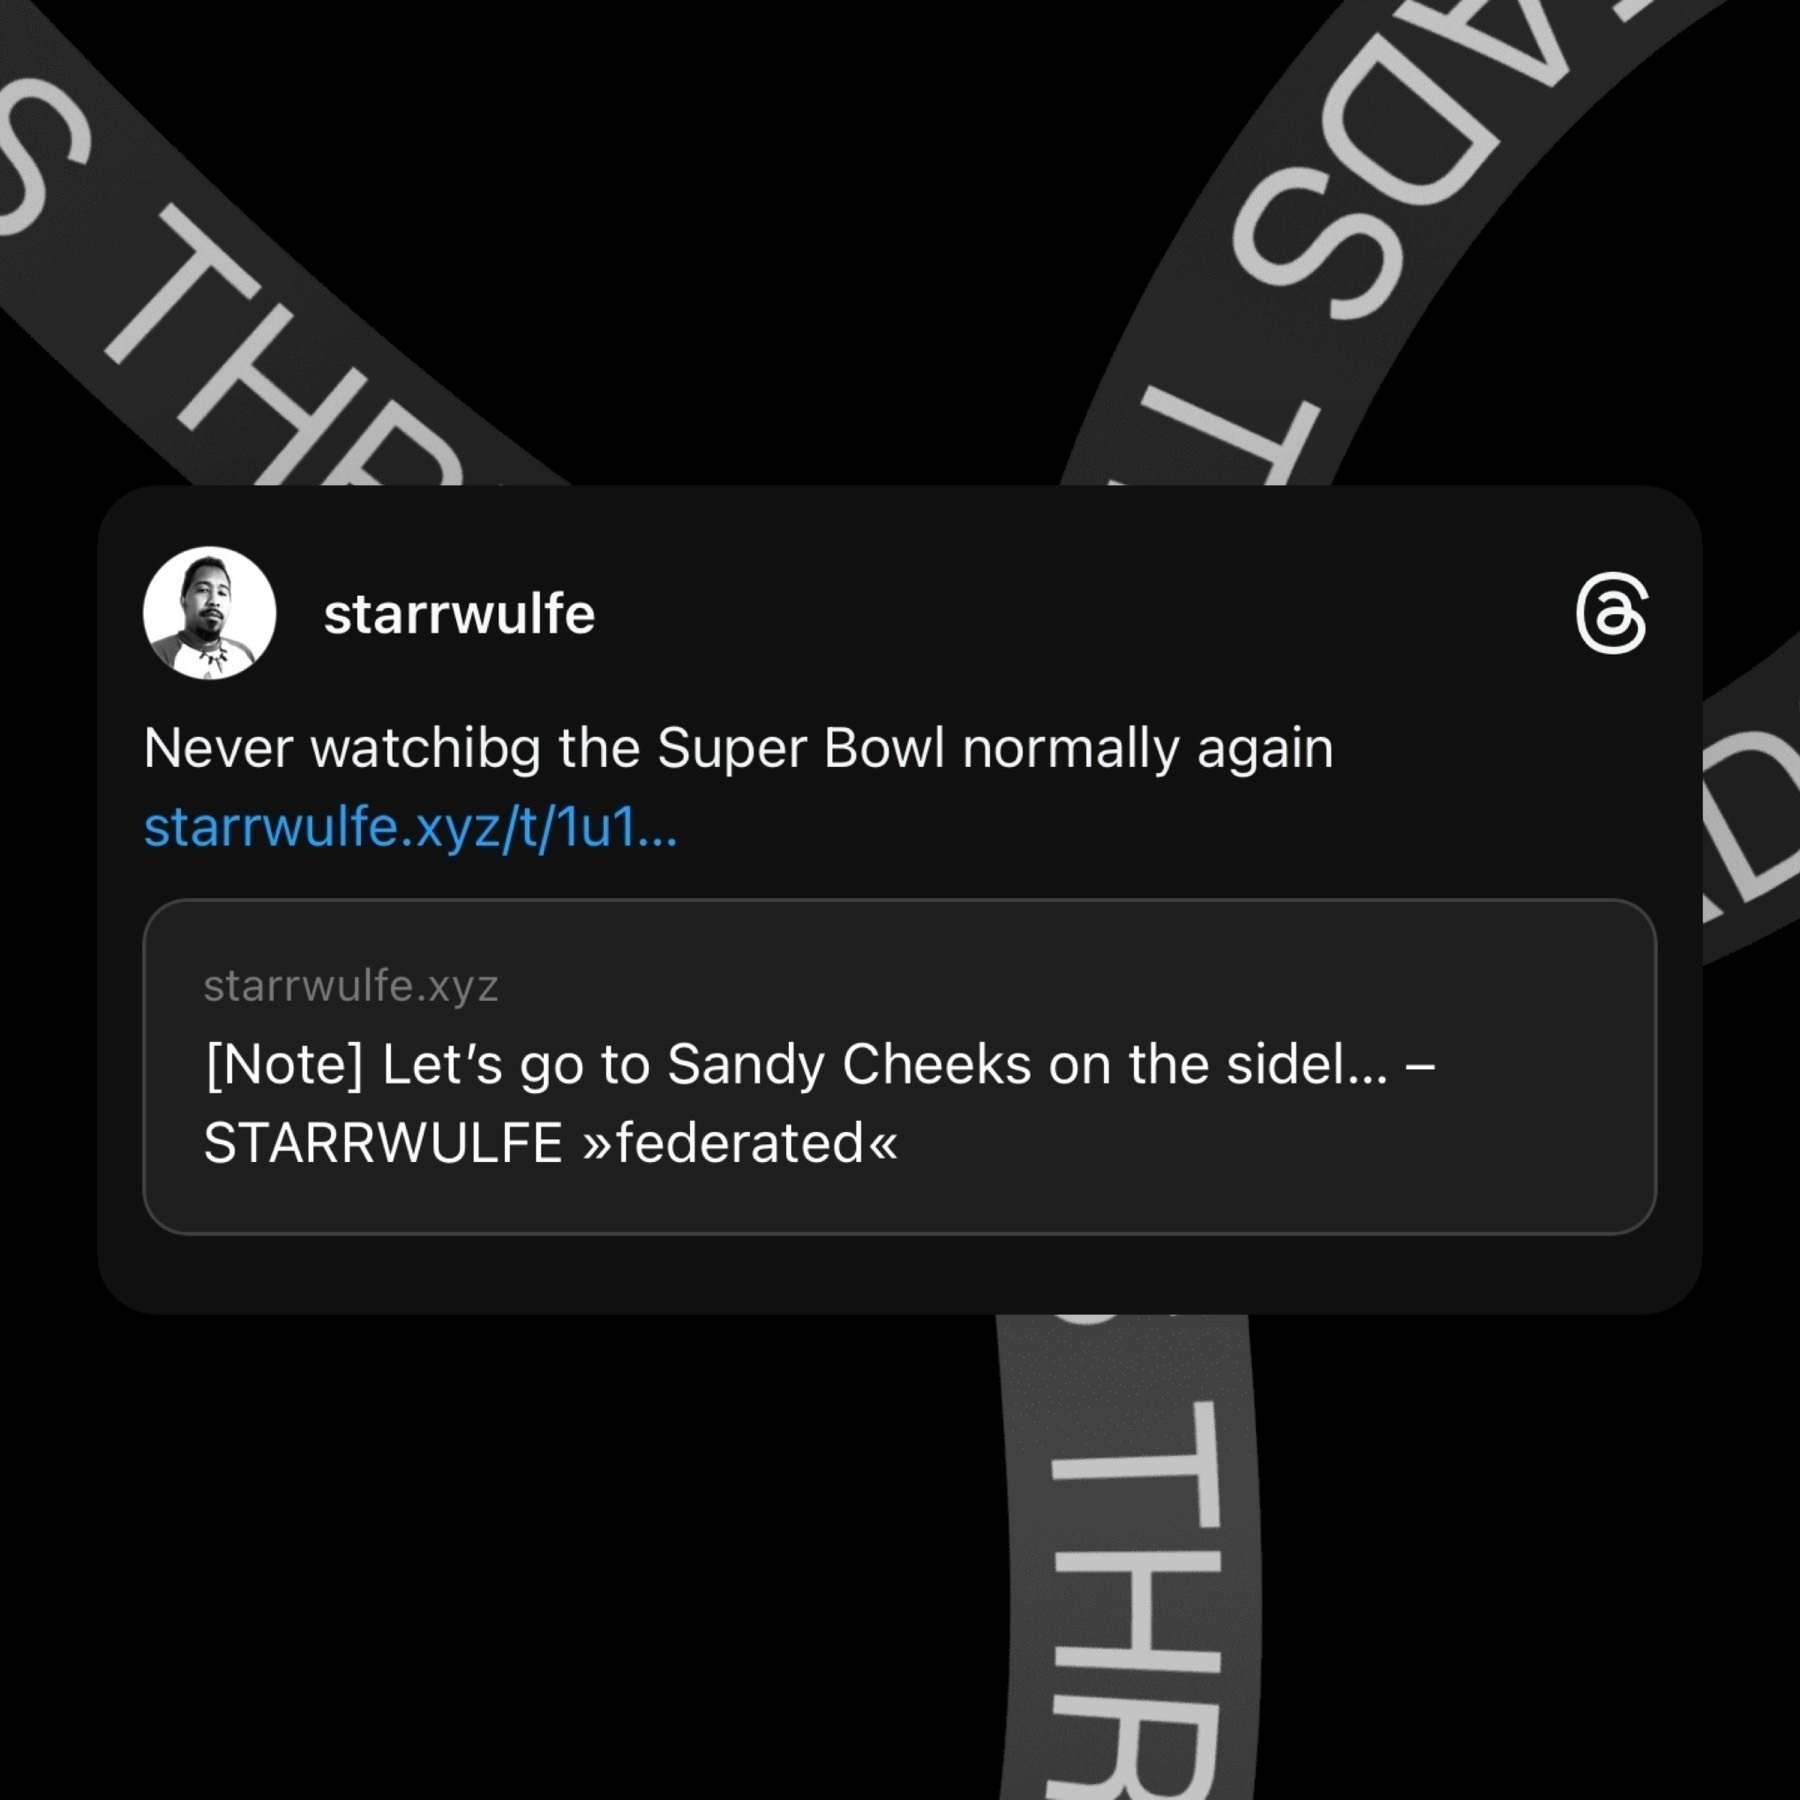 S THR
ADS T
starrwulfe
Never watchibg the Super Bowl normally again
starrwulfe.xyz/t/1u1...
starrwulfe.xyz
[Note] Let’s go to Sandy Cheeks on the sidel... –
STARRWULFE »federated«
AD
THR